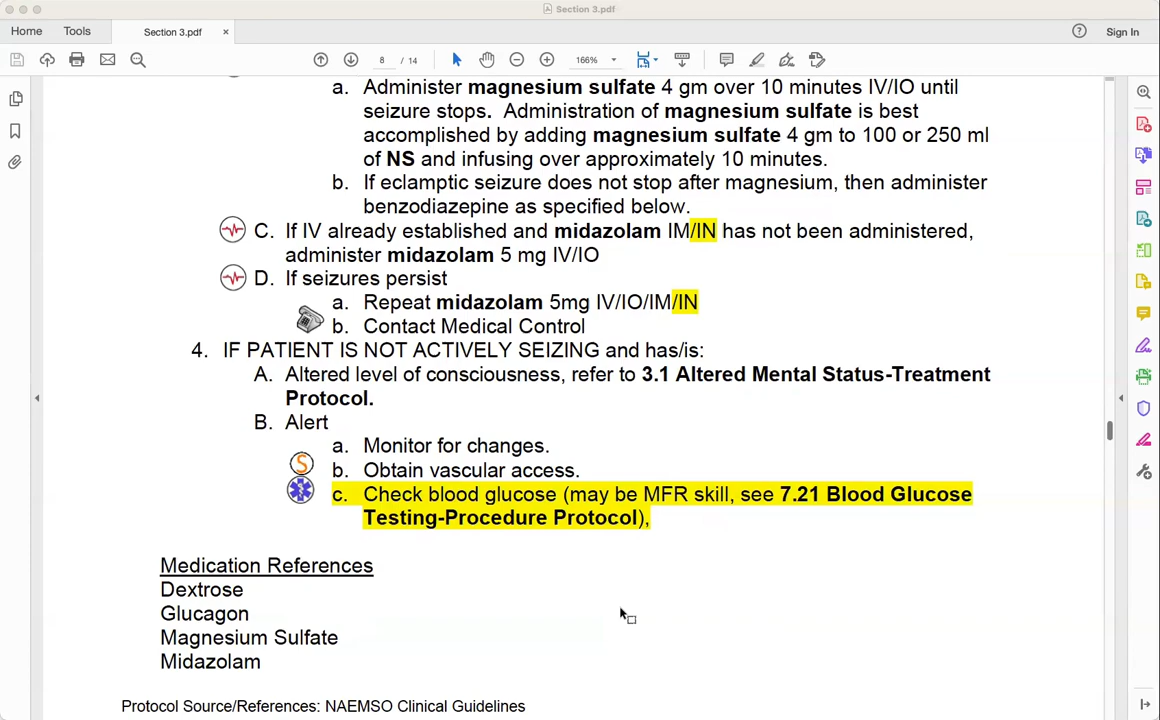 Section 3.pdf
Home Tools Section 3.pdf × ? Sign In
8 / 14 166%
a. Administer magnesium sulfate 4 gm over 10 minutes IV/IO until
seizure stops. Administration of magnesium sulfate is best
accomplished by adding magnesium sulfate 4 gm to 100 or 250 ml
of NS and infusing over approximately 10 minutes.
b. If eclamptic seizure does not stop after magnesium, then administer
benzodiazepine as specified below.
C. If IV already established and midazolam IM/IN has not been administered,
administer midazolam 5 mg IV/IO
D. If seizures persist
a. Repeat midazolam 5mg IV/IO/IM/IN
b. Contact Medical Control
4. IF PATIENT IS NOT ACTIVELY SEIZING and has/is:
A. Altered level of consciousness, refer to 3.1 Altered Mental Status-Treatment
Protocol.
B. Alert
a. Monitor for changes.
S b. Obtain vascular access.
c. Check blood glucose (may be MFR skill, see 7.21 Blood Glucose
Testing-Procedure Protocol),
Medication References
Dextrose
Glucagon
Magnesium Sulfate
Midazolam
Protocol Source/References: NAEMSO Clinical Guidelines